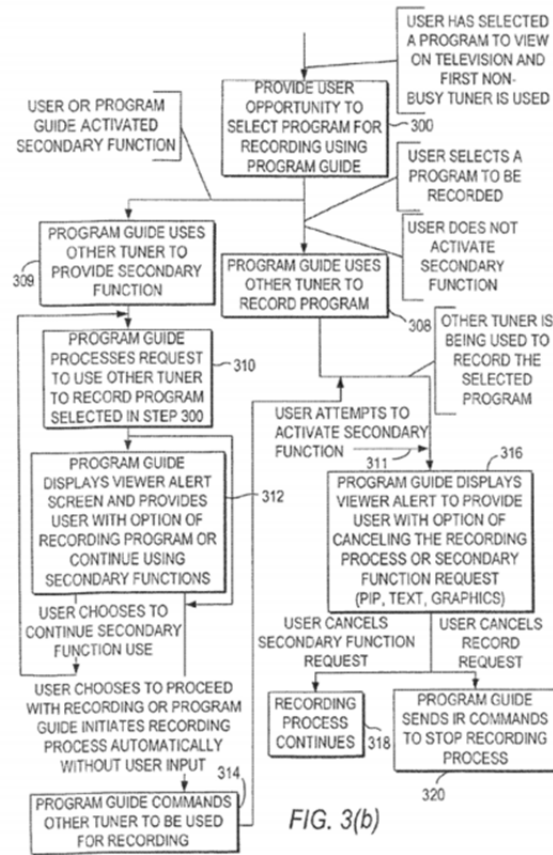 USER HAS SELECTED
A PROGRAM TO VIEW
ON TELEVISION AND
FIRST NON-
BUSY TUNER IS USED
PROVIDE USER
OPPORTUNITY TO
SELECT PROGRAM FOR
RECORDING USING
PROGRAM GUIDE
300
USER OR PROGRAM
GUIDE ACTIVATED
SECONDARY FUNCTION
USER SELECTS A
PROGRAM TO BE
RECORDED
USER DOES NOT
ACTIVATE
SECONDARY
FUNCTION
PROGRAM GUIDE USES
OTHER TUNER TO
PROVIDE SECONDARY
FUNCTION
309
PROGRAM GUIDE USES
OTHER TUNER TO
RECORD PROGRAM
308
OTHER TUNER IS
BEING USED TO
RECORD THE
SELECTED
PROGRAM
PROGRAM GUIDE
PROCESSES REQUEST
TO USE OTHER TUNER
TO RECORD PROGRAM
SELECTED IN STEP 300
310
USER ATTEMPTS TO
ACTIVATE SECONDARY
FUNCTION
311
316
PROGRAM GUIDE
DISPLAYS VIEWER ALERT
SCREEN AND PROVIDES
USER WITH OPTION OF
RECORDING PROGRAM OR
CONTINUE USING
SECONDARY FUNCTIONS
312
PROGRAM GUIDE DISPLAYS
VIEWER ALERT TO PROVIDE
USER WITH OPTION OF
CANCELING THE RECORDING
PROCESS OR SECONDARY
FUNCTION REQUEST
(PIP, TEXT, GRAPHICS)
USER CHOOSES TO
CONTINUE SECONDARY
FUNCTION USE
USER CANCELS
SECONDARY FUNCTION
REQUEST
USER CANCELS
RECORD
REQUEST
USER CHOOSES TO PROCEED
WITH RECORDING OR PROGRAM
GUIDE INITIATES RECORDING
PROCESS AUTOMATICALLY
WITHOUT USER INPUT
RECORDING
PROCESS
CONTINUES
318
PROGRAM GUIDE
SENDS IR COMMANDS
TO STOP RECORDING
PROCESS
320
314
PROGRAM GUIDE COMMANDS
OTHER TUNER TO BE USED
FOR RECORDING
FIG. 3(b)